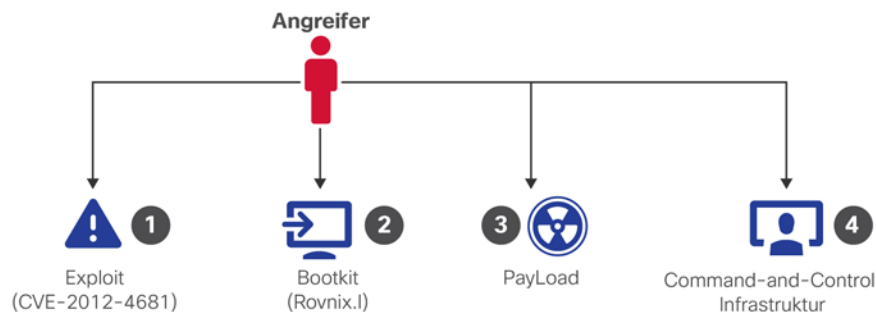 Angreifer
1
2
3
4
Exploit
(CVE-2012-4681)
Bootkit
(Rovnix.I)
PayLoad
Command-and-Control
Infrastruktur